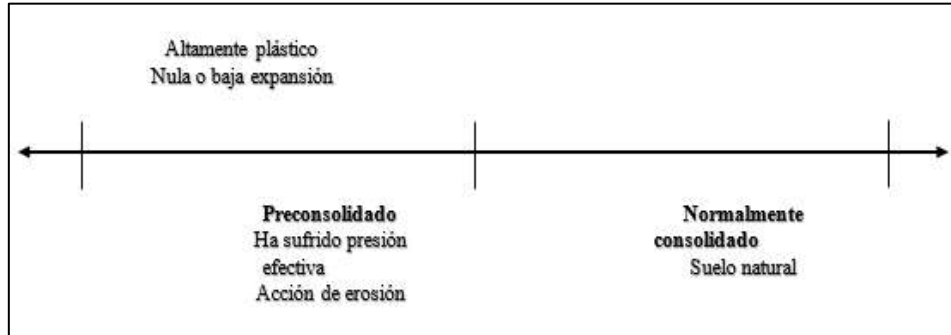 Altamente plástico
Nula o baja expansión
Preconsolidado
Ha sufrido presión
efectiva
Acción de erosión
Normalmente
consolidado
Suelo natural